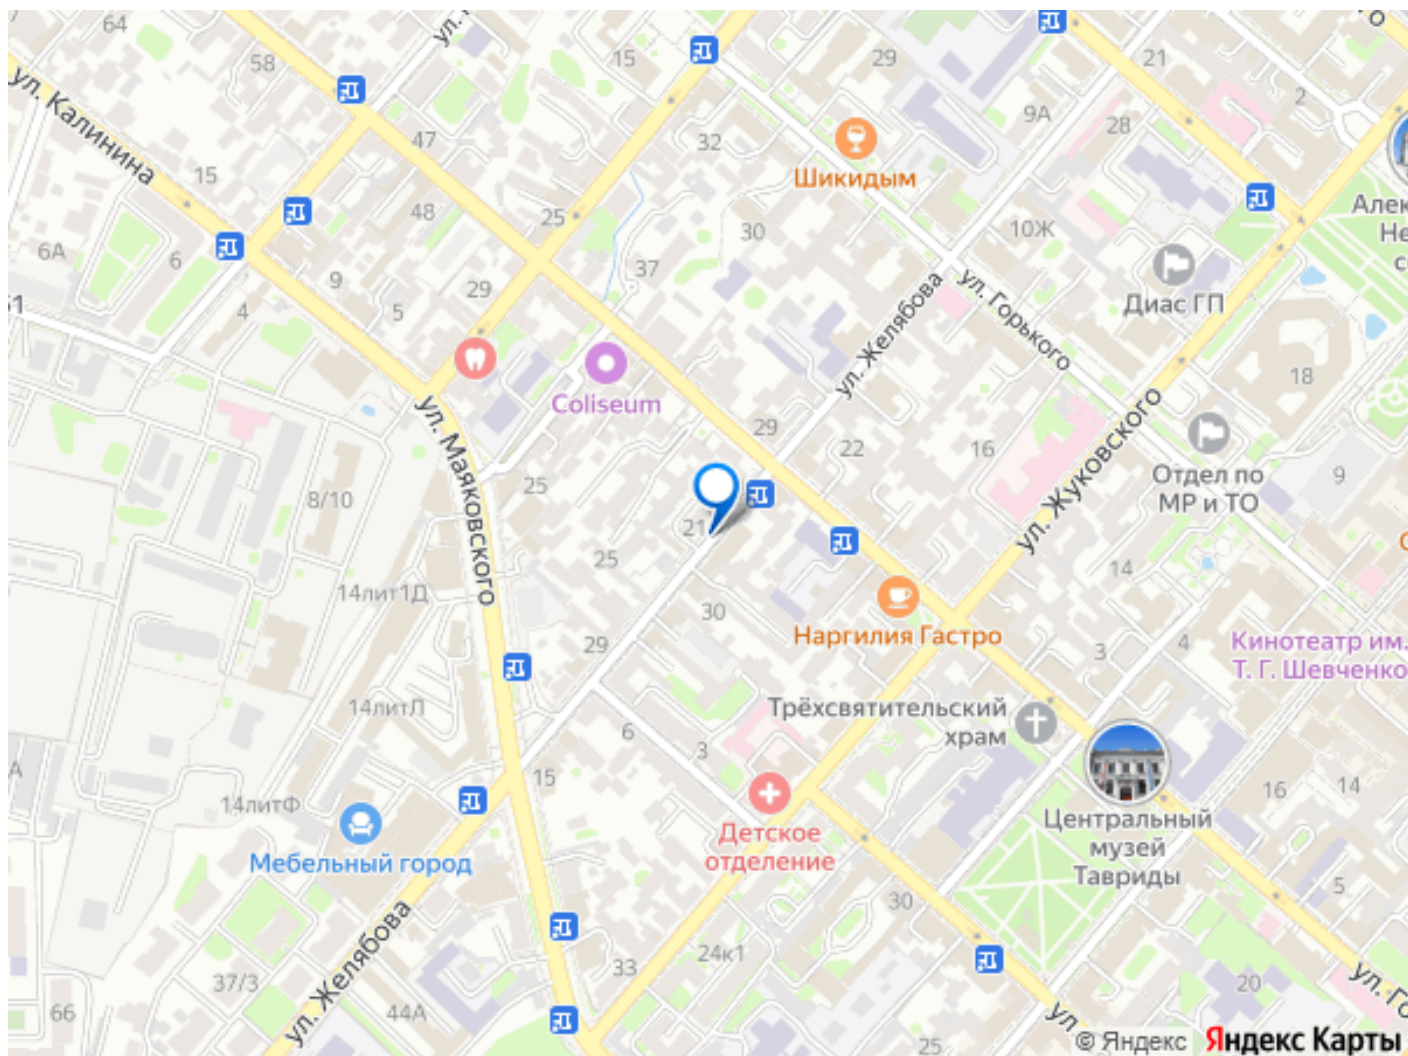 64
58
ул. Калинина
15
47
48
6А
6
9
4
5
29
51
15
29
21
9А
28
2
32
Шикидым
25
30
10Ж
37
ул. Желябова
ул. Горького
Диас ГП
18
Coliseum
29
22
16
ул. Жуковского
Отдел по
МР и ТО
9
ул. Маяковского
8/10
25
21
25
14лит1Д
30
29
14
Наргилия Гастро
3
4
Кинотеатр им.
Т. Г. Шевченко
14литЛ
6
3
Трёхсвятительский
храм
15
14литФ
Мебельный город
Детское
отделение
Центральный
музей
Тавриды
16
14
5
30
ул. Желябова
37/3
44А
66
33
24к1
20
25
ул.
© Яндекс
Яндекс Карты